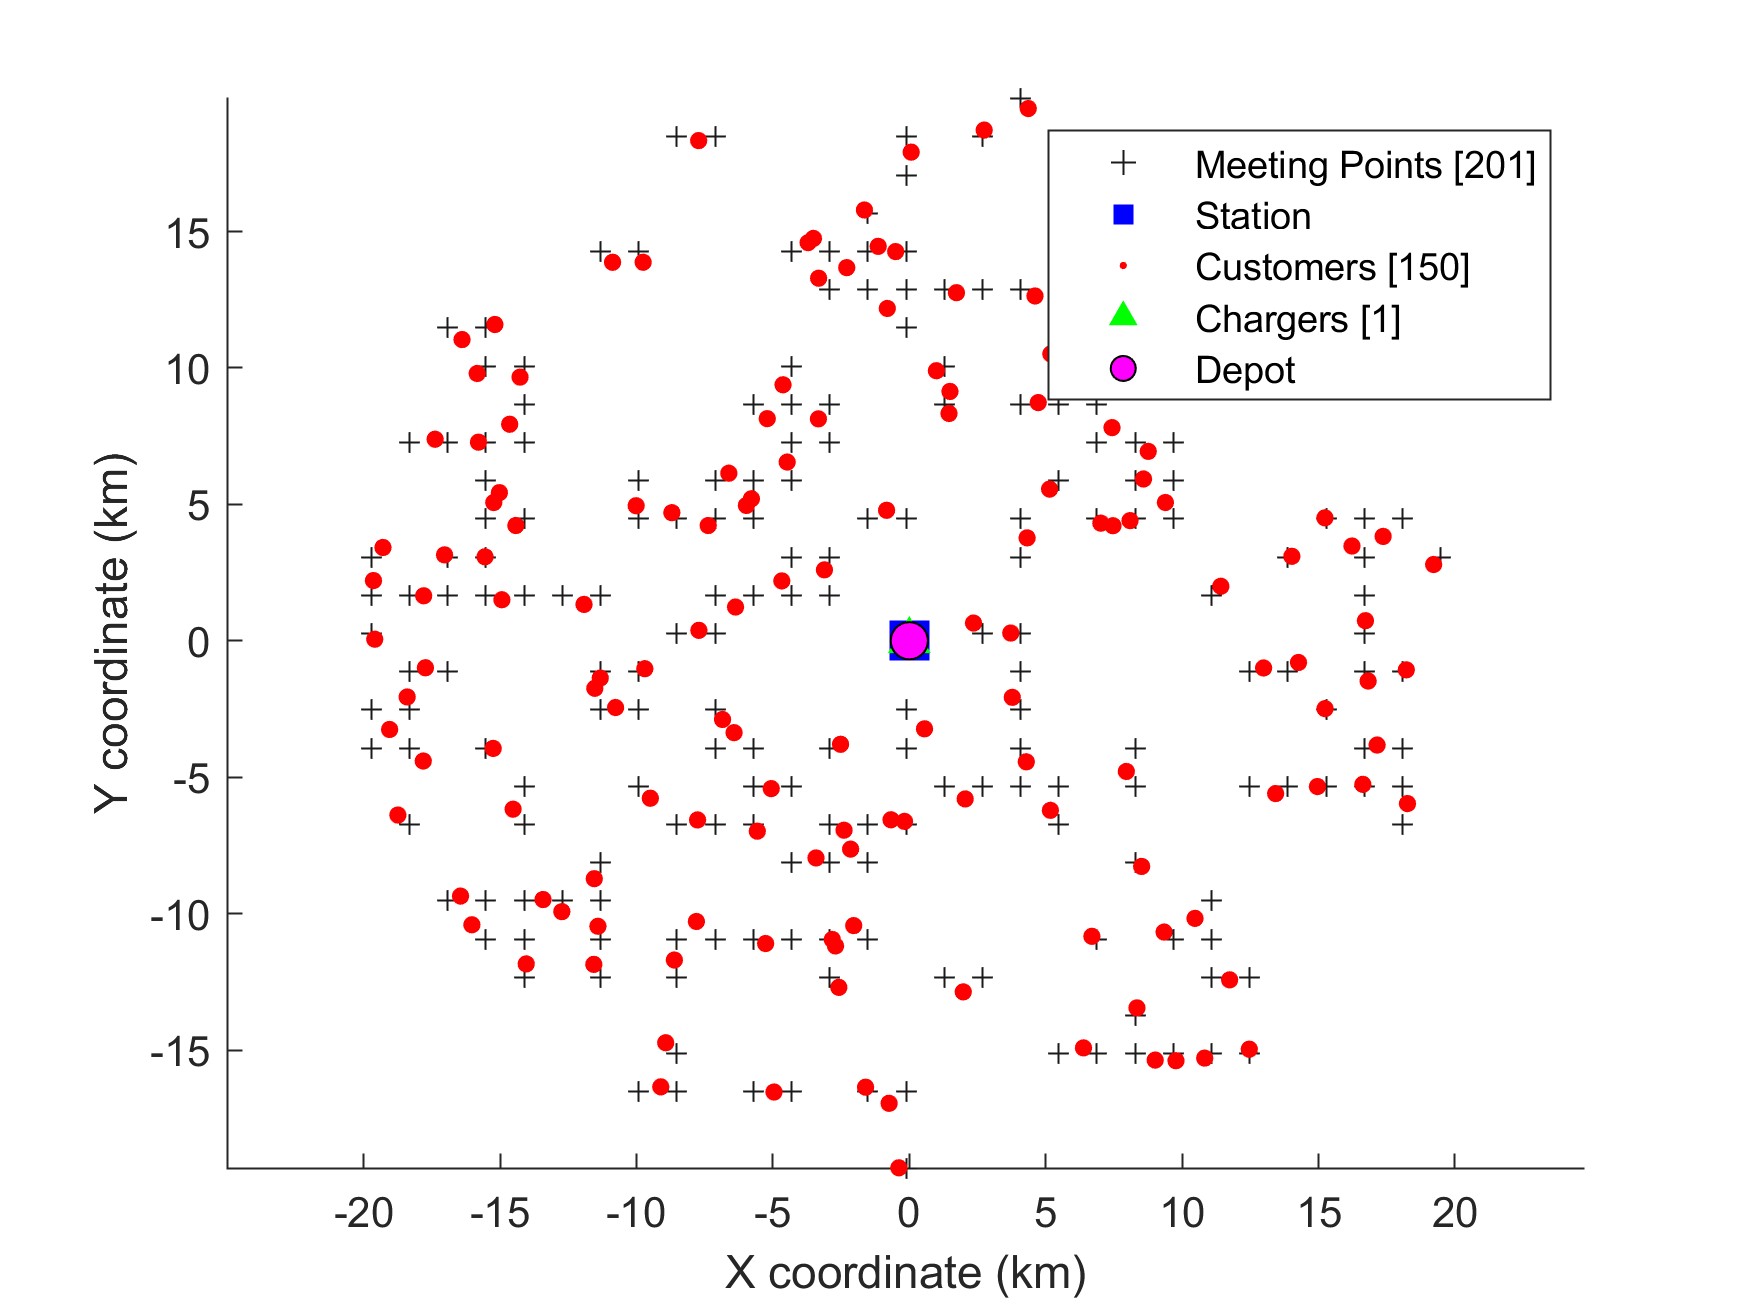 Meeting Points [201]
Station
Customers [150]
Chargers [1]
Depot
15
10
5
0
-5
-10
-15
Y coordinate (km)
-20 -15 -10 -5 0 5 10 15 20
X coordinate (km)